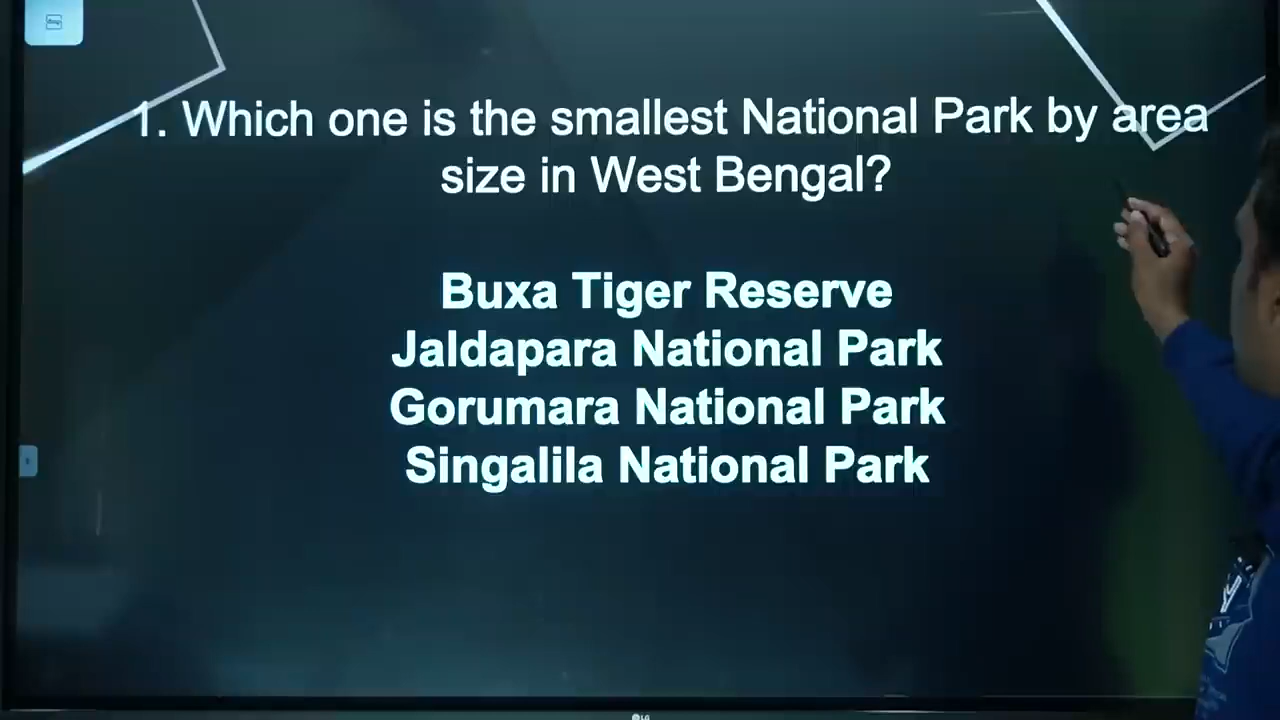 1. Which one is the smallest National Park by area
size in West Bengal?
Buxa Tiger Reserve
Jaldapara National Park
Gorumara National Park
Singalila National Park
LG